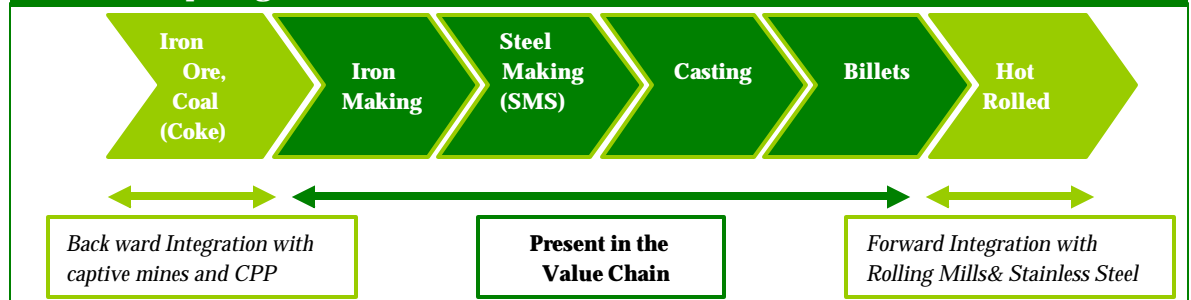 Iron
Ore,
Coal
(Coke)
Iron
Making
Steel
Making
(SMS)
Casting
Billets
Hot
Rolled
Back ward Integration with
captive mines and CPP
Present in the
Value Chain
Forward Integration with
Rolling Mills& Stainless Steel